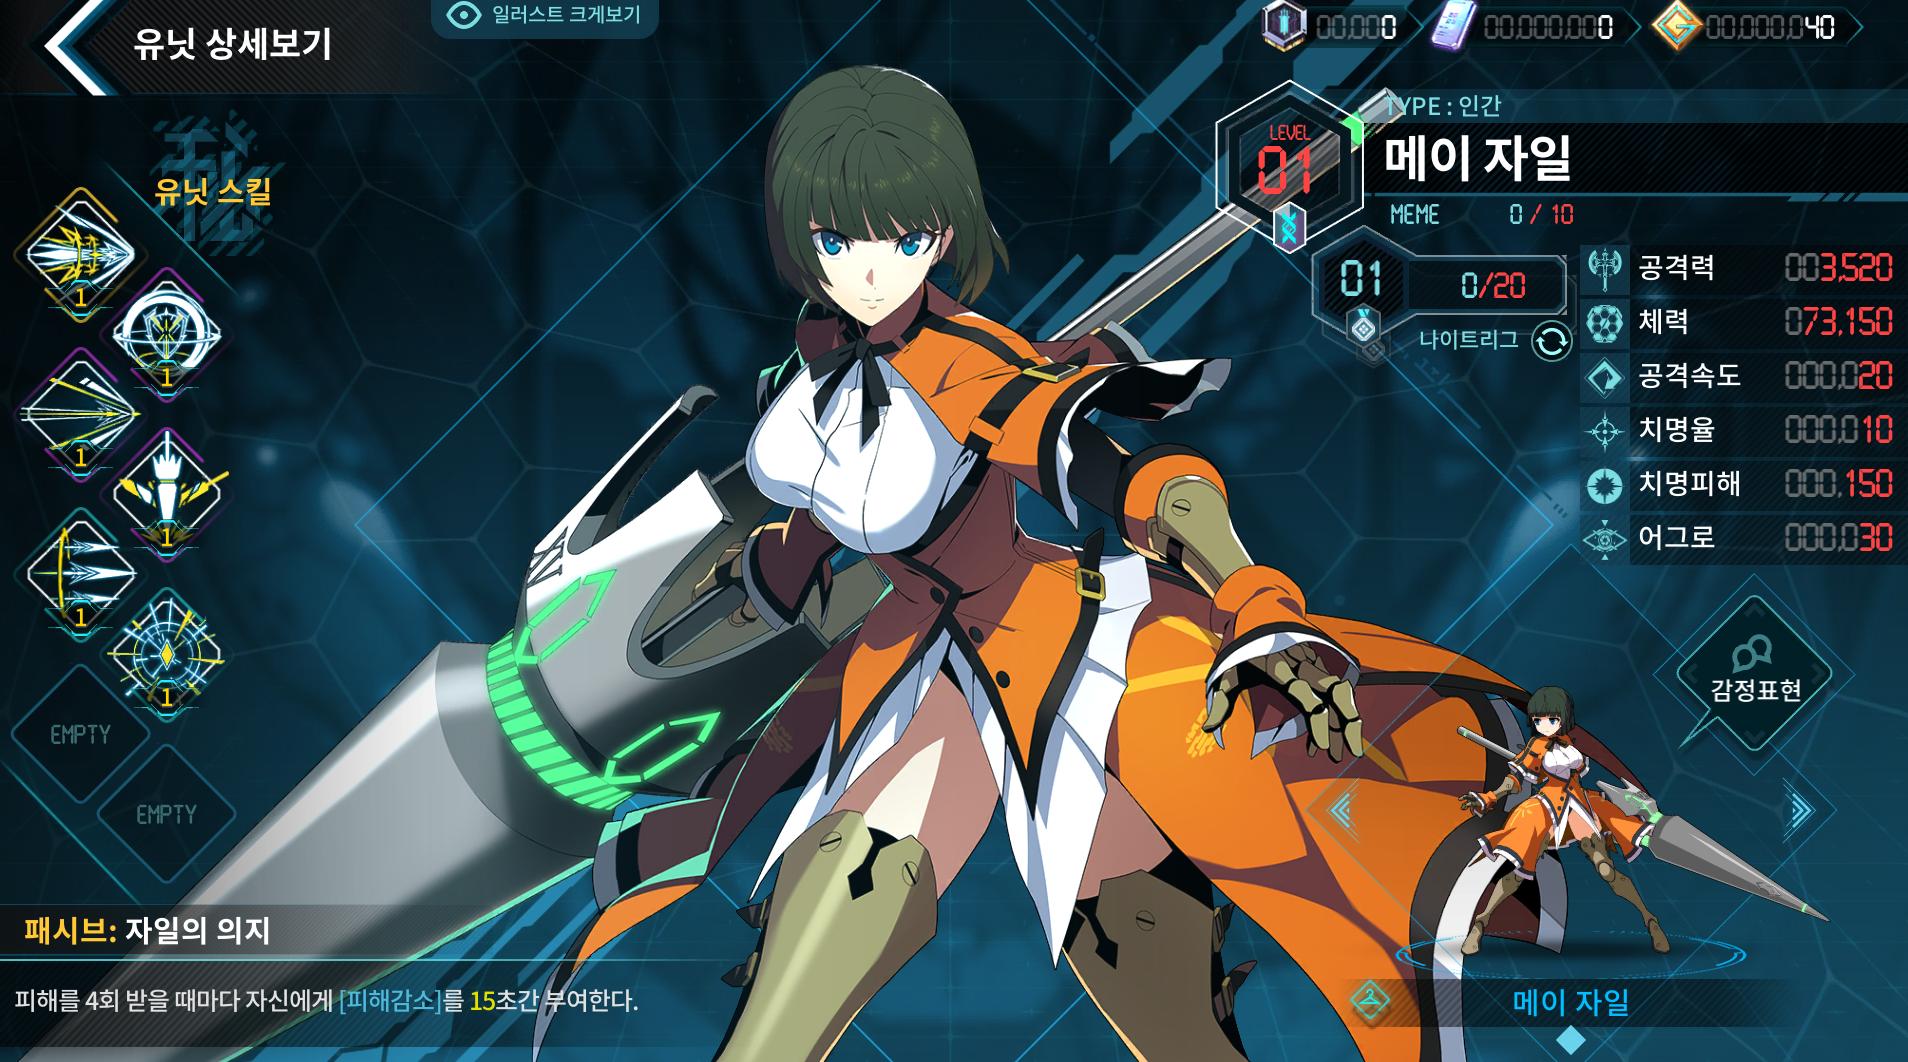 유닛 상세보기
일러스트 크게보기
00,000
00,000,000
00,000,040
유닛 스킬
1
1
1
1
1
1
EMPTY
EMPTY
LEVEL
01
TYPE : 인간
메이 자일
MEME 0 / 10
01
0/20
나이트리그
공격력 003,520
체력 073,150
공격속도 000,020
치명율 000,010
치명피해 000,150
어그로 000,030
감정표현
패시브: 자일의 의지
피해를 4회 받을 때마다 자신에게 [피해감소]를 15초간 부여한다.
메이 자일